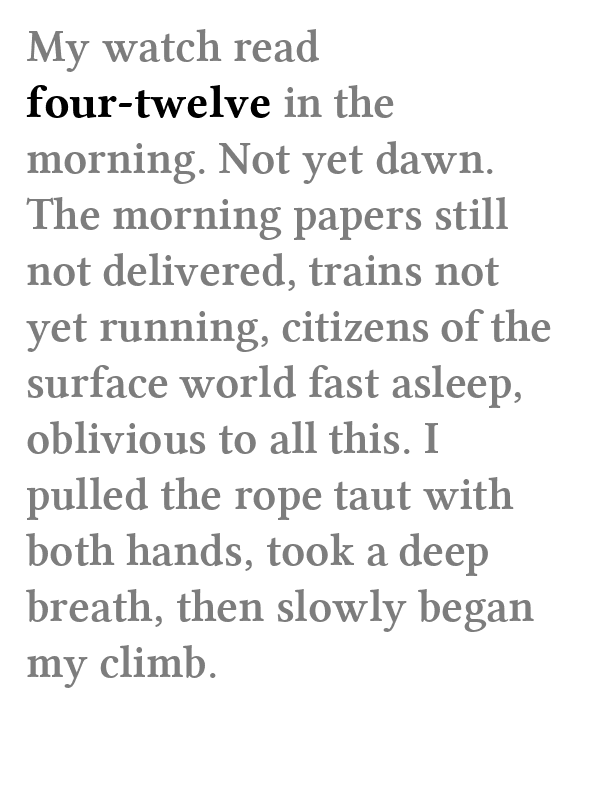 My watch read
four-twelve in the
morning. Not yet dawn.
The morning papers still
not delivered, trains not
yet running, citizens of the
surface world fast asleep,
oblivious to all this. I
pulled the rope taut with
both hands, took a deep
breath, then slowly began
my climb.